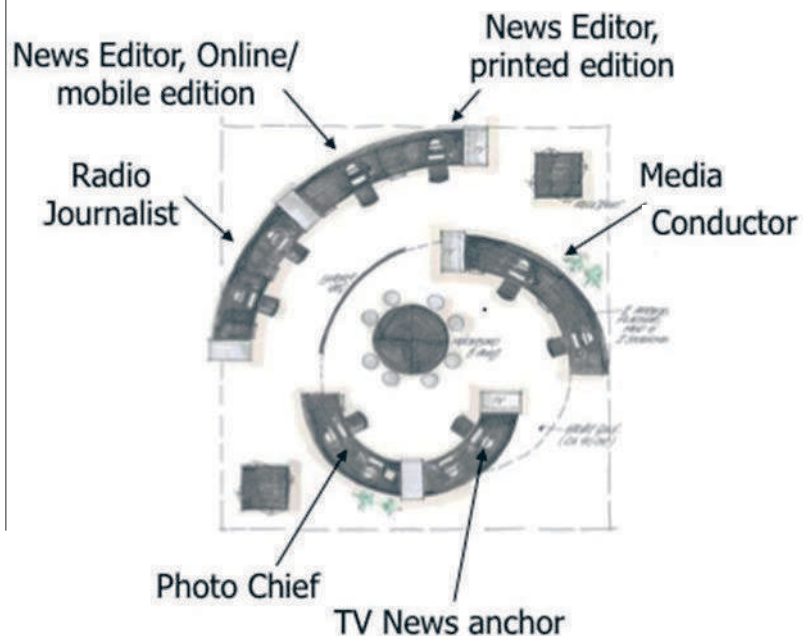 News Editor,
printed edition
News Editor, Online/
mobile edition
Radio
Journalist
Media
Conductor
Photo Chief
TV News anchor